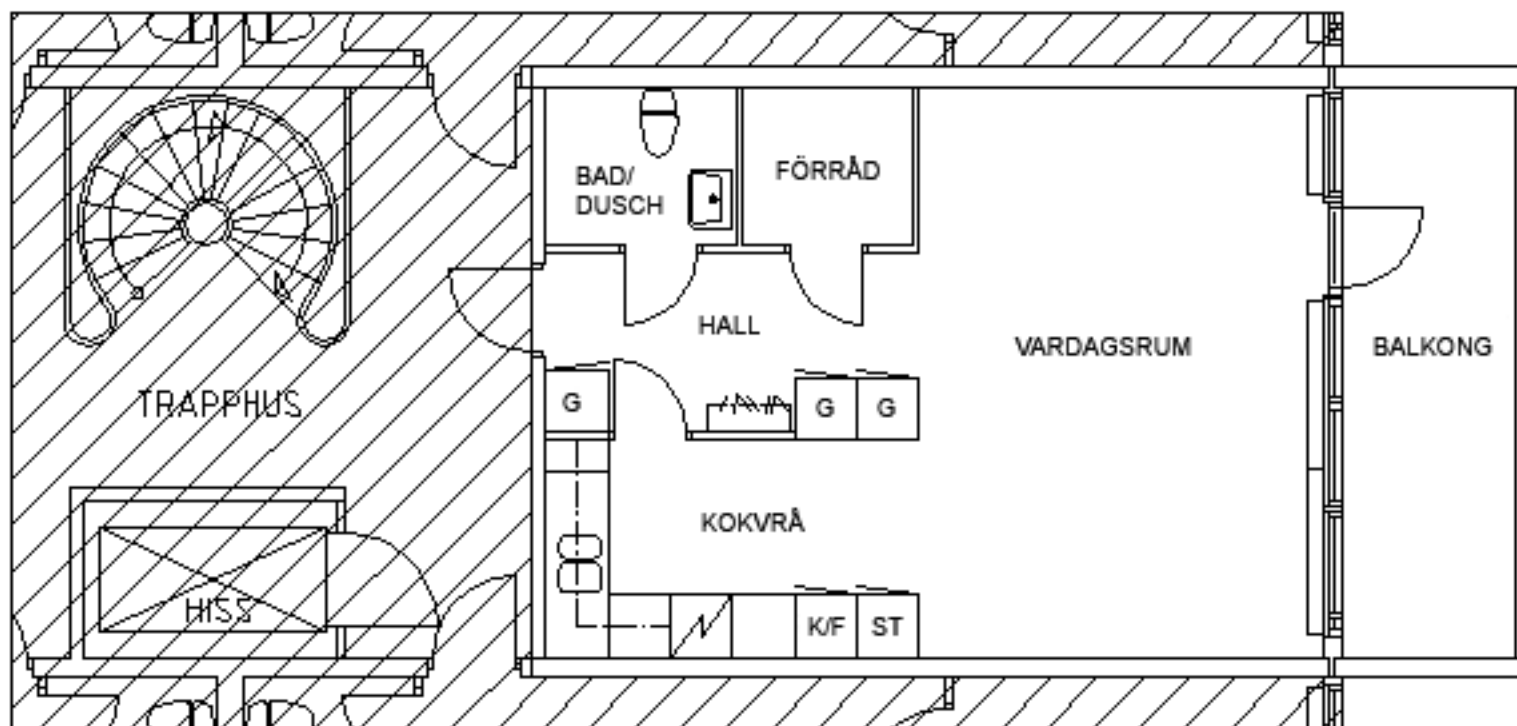 BAD/
DUSCH
FÖRRÅD
HALL
VARDAGSRUM
BALKONG
TRAPPHUS
G
G
G
KOKVRÅ
HISS
K/F
ST